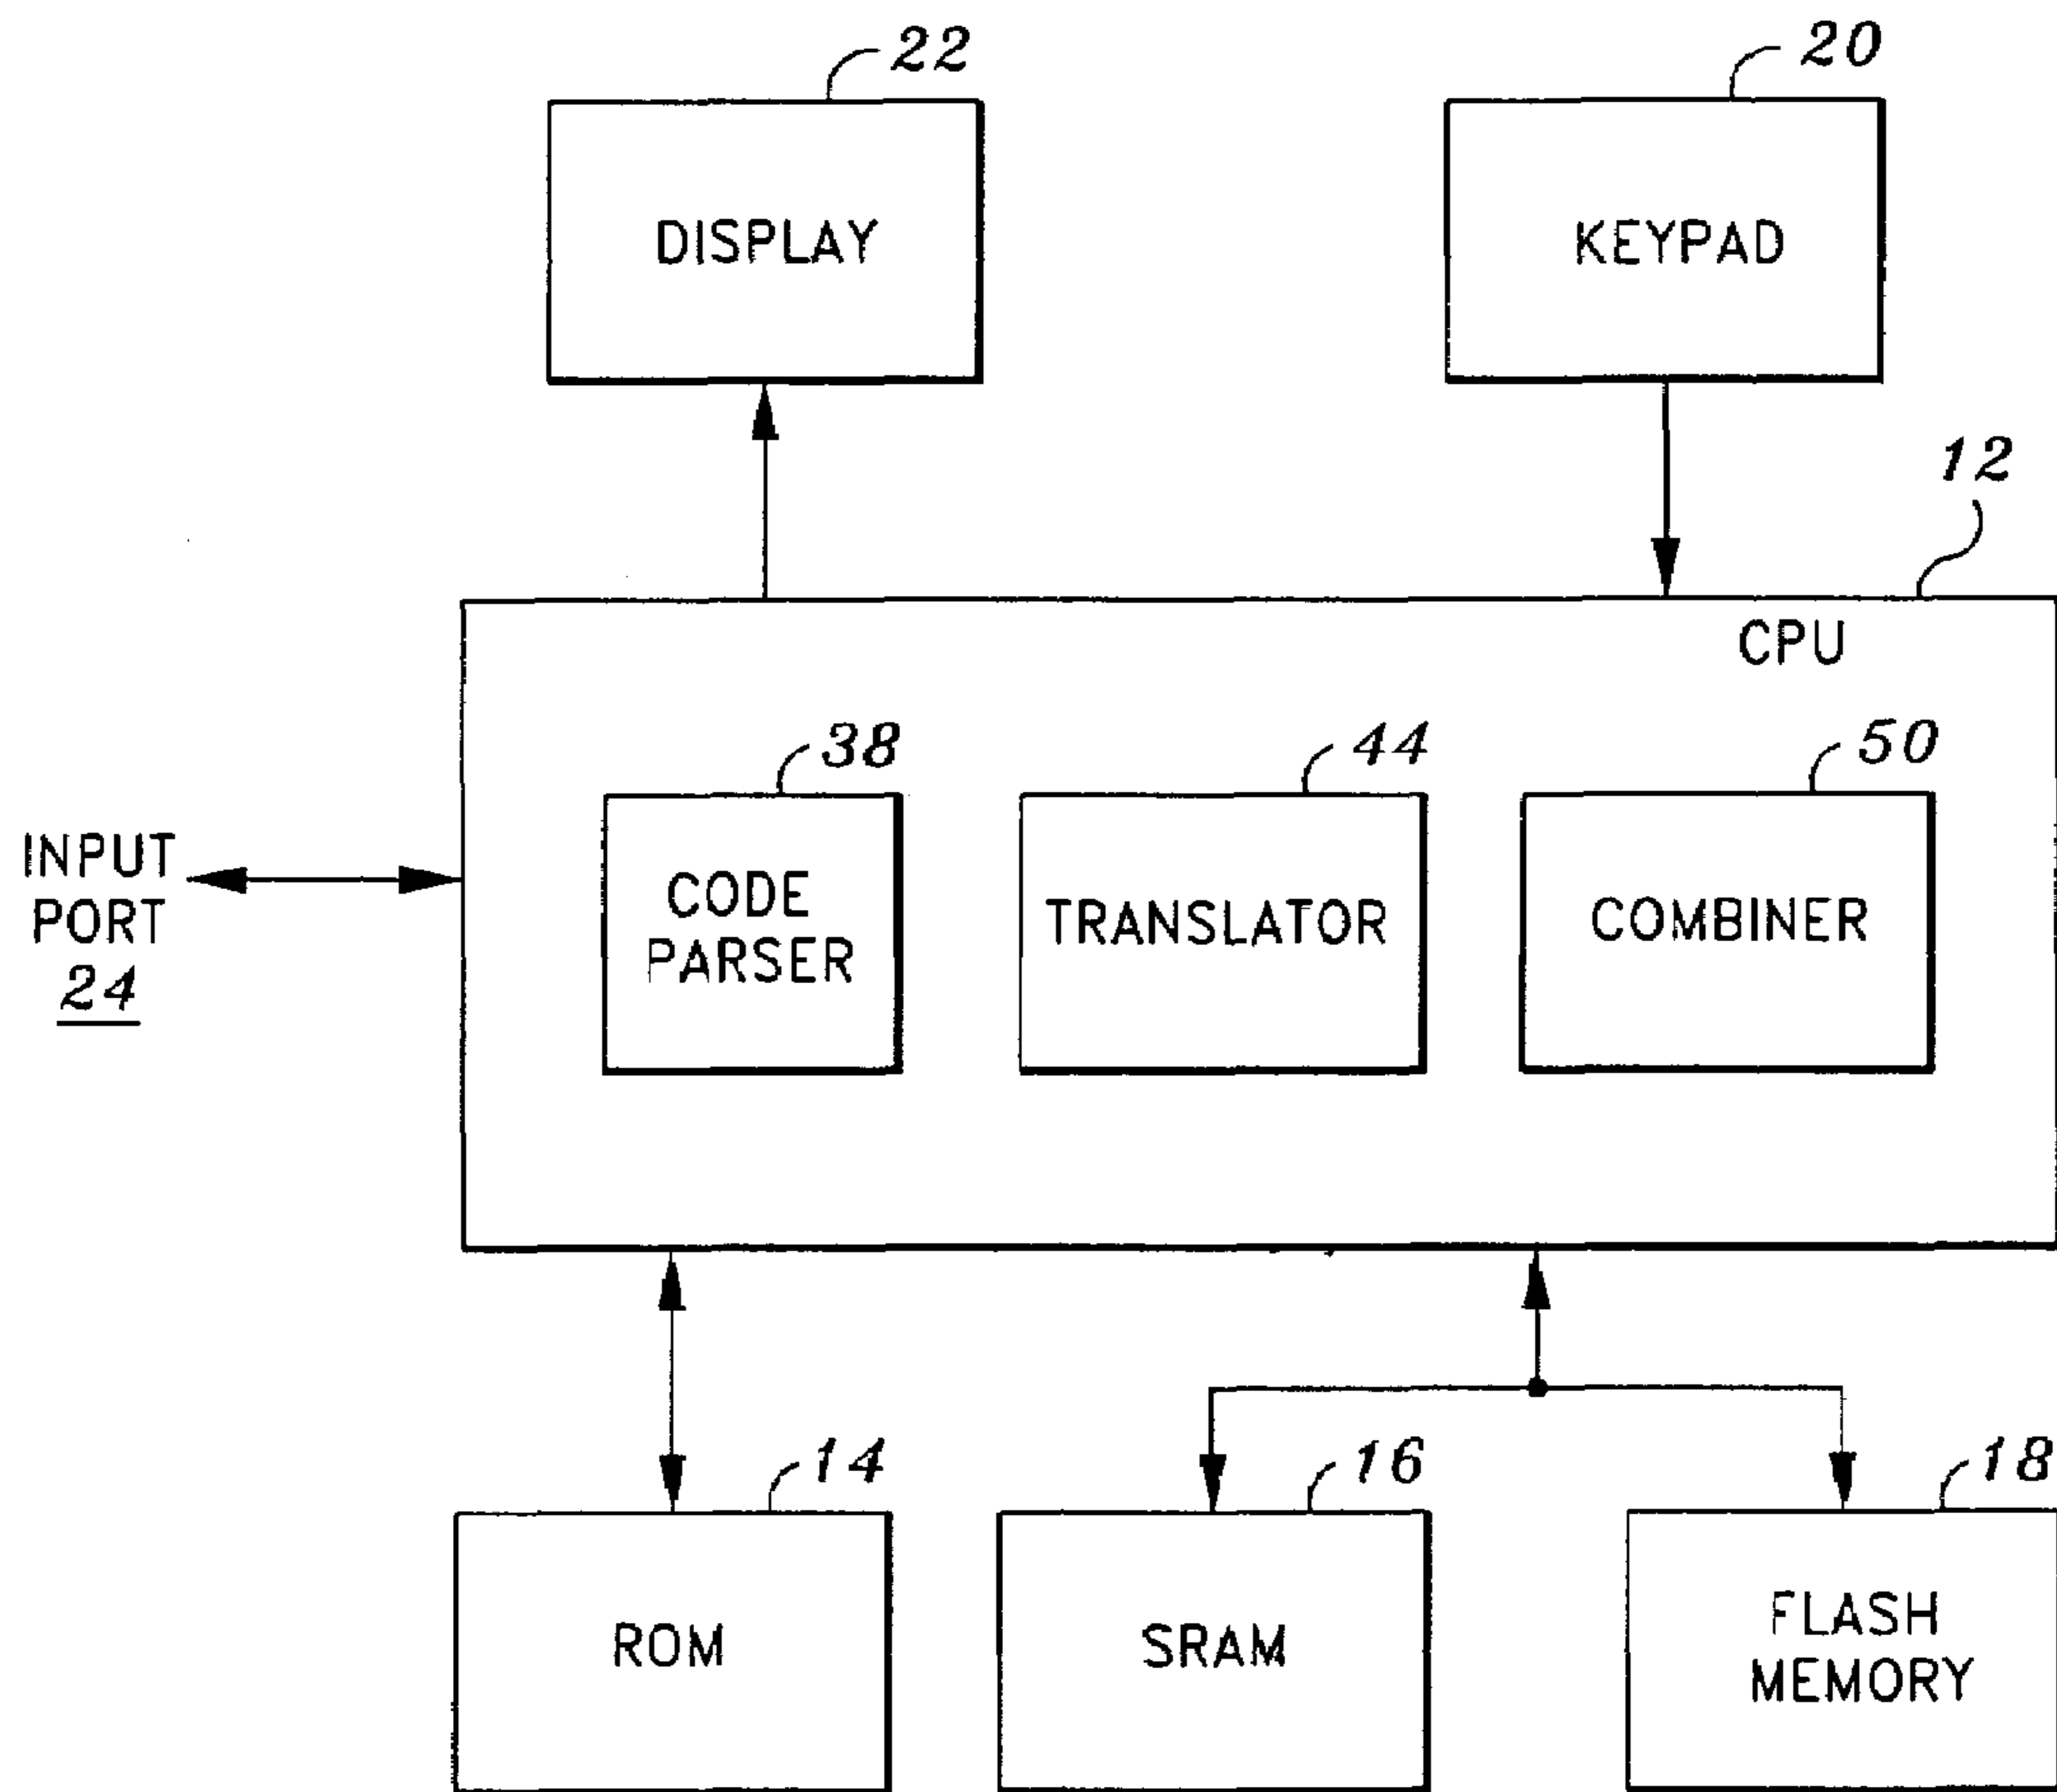 22
20
DISPLAY
KEYPAD
12
CPU
38
44
50
INPUT
PORT
24
CODE
PARSER
TRANSLATOR
COMBINER
14
16
18
ROM
SRAM
FLASH
MEMORY